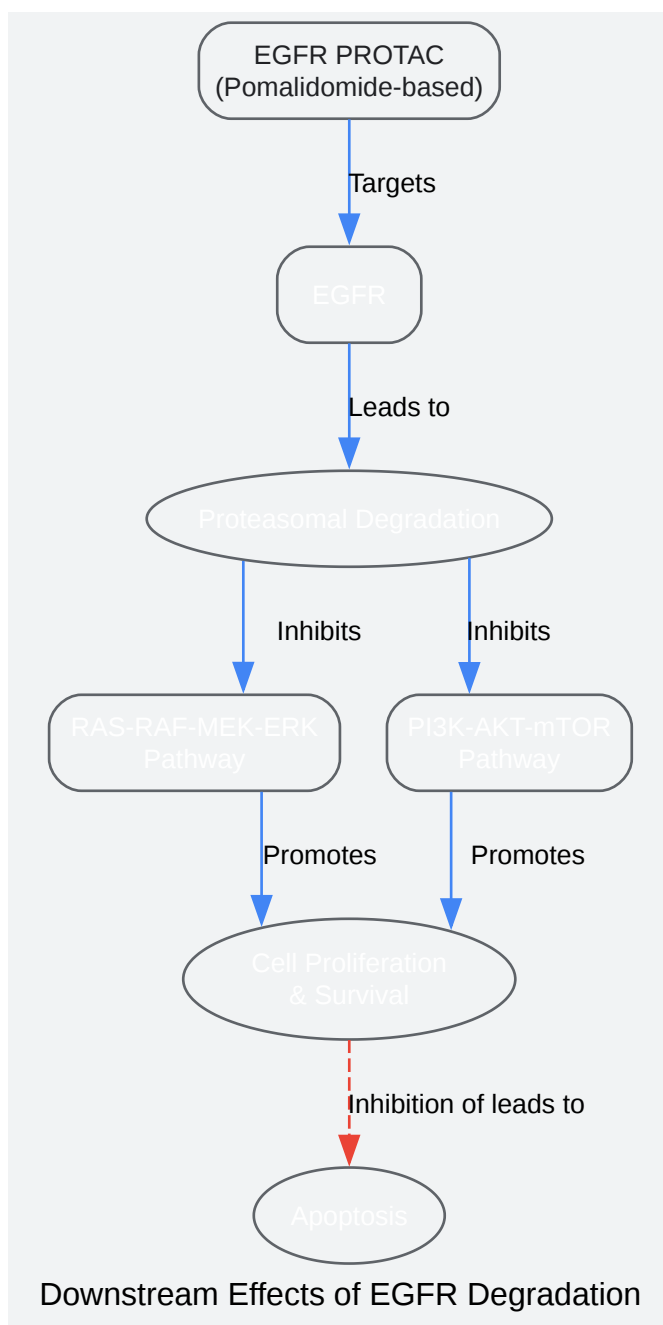 EGFR PROTAC
(Pomalidomide-based)
Targets
EGFR
Leads to
Proteasomal Degradation
Inhibits
Inhibits
RAS-RAF-MEK-ERK
Pathway
PI3K-AKT-mTOR
Pathway
Promotes
Promotes
Cell Proliferation
& Survival
Inhibition of leads to
Apoptosis
Downstream Effects of EGFR Degradation